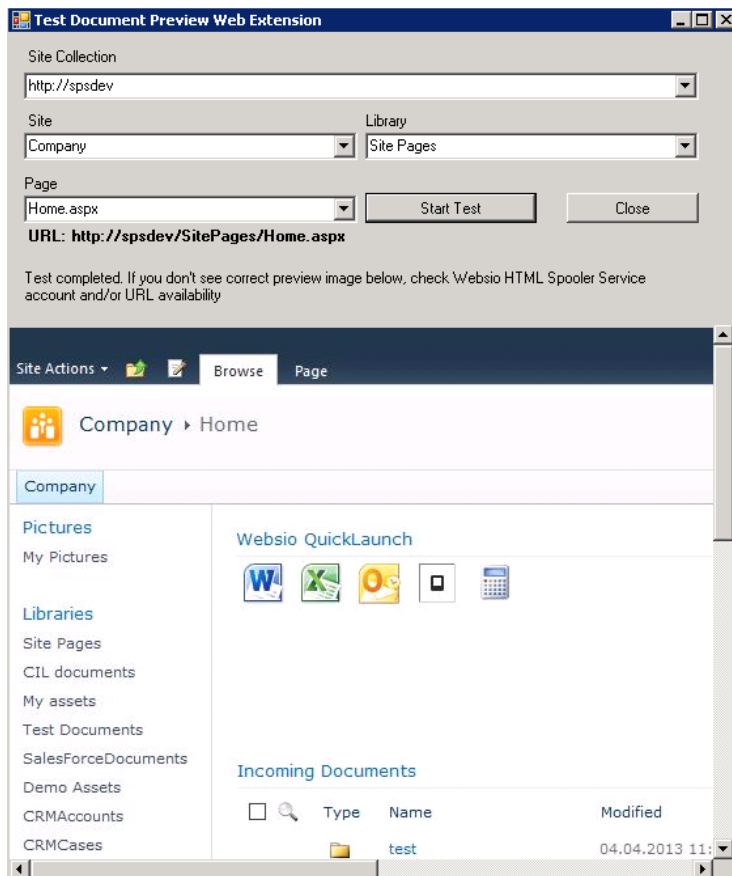 Test Document Preview Web Extension
Site Collection
http://spsdev
Site Library
Company Site Pages
Page
Home.aspx Start Test Close
URL: http://spsdev/SitePages/Home.aspx
Test completed. If you don't see correct preview image below, check Websio HTML Spooler Service
account and/or URL availability
Site Actions Browse Page
Company Home
Company
Pictures
My Pictures
Libraries
Site Pages
CIL documents
My assets
Test Documents
SalesForceDocuments
Demo Assets
CRMAccounts
CRMCases
Websio QuickLaunch
Incoming Documents
Type Name Modified
test 04.04.2013 11: